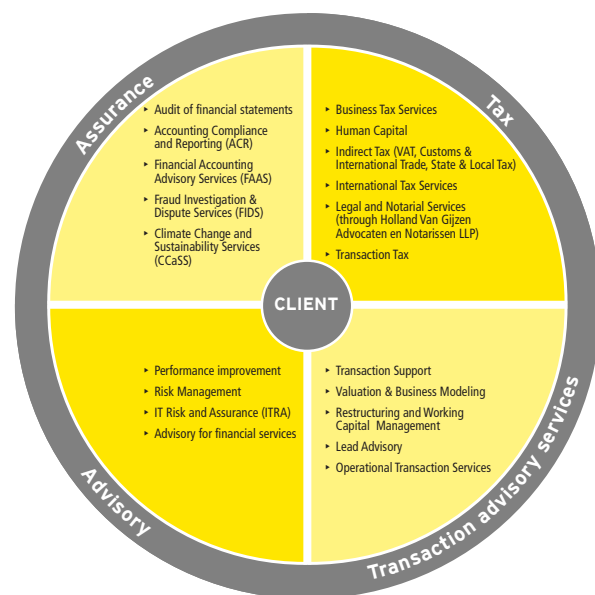 Assurance
‣ Audit of financial statements
‣ Accounting Compliance
and Reporting (ACR)
‣ Financial Accounting
Advisory Services (FAAS)
‣ Fraud Investigation &
Dispute Services (FIDS)
‣ Climate Change and
Sustainability Services
(CCaSS)
Tax
‣ Business Tax Services
‣ Human Capital
‣ Indirect Tax (VAT, Customs &
International Trade, State & Local Tax)
‣ International Tax Services
‣ Legal and Notarial Services
(through Holland Van Gijzen
Advocaten en Notarissen LLP)
‣ Transaction Tax
CLIENT
‣ Performance improvement
‣ Risk Management
‣ IT Risk and Assurance (ITRA)
‣ Advisory for financial services
Advisory
‣ Transaction Support
‣ Valuation & Business Modeling
‣ Restructuring and Working
Capital Management
‣ Lead Advisory
‣ Operational Transaction Services
Transaction advisory services